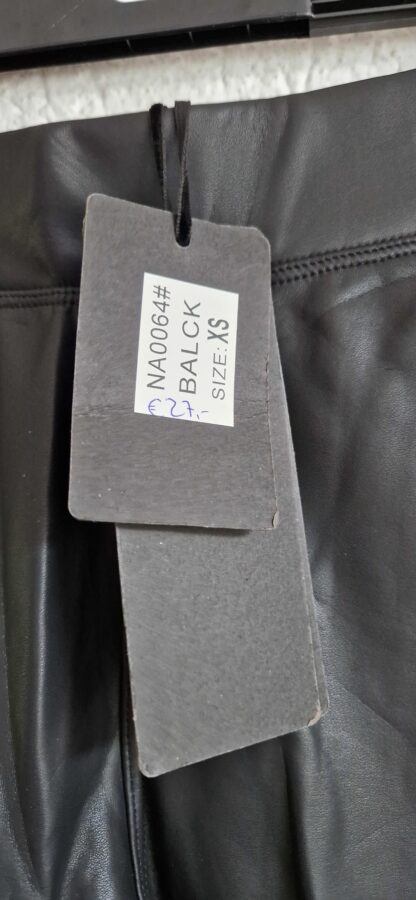 NA0064#
BALCK
SIZE: XS
€ 27,-